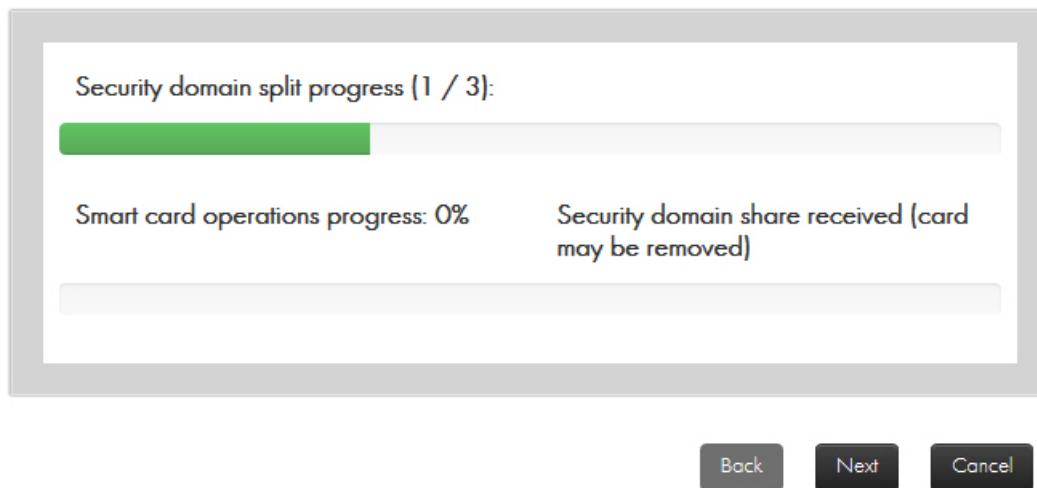 Security domain split progress (1 / 3):
Smart card operations progress: 0%
Security domain share received (card
may be removed)
Back
Next
Cancel